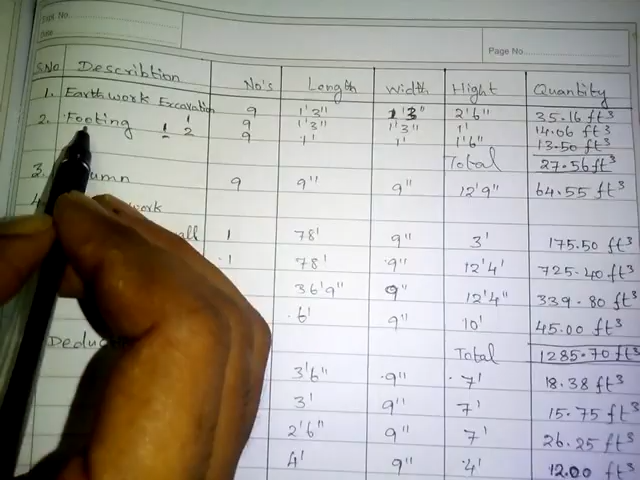 Expt. No.
Date
Page No.
S.No Describtion No's Length Width Hight Quantity
1. Earthwork Excavation 9 1'3" 1'3" 2'6" 35.16 ft³
2. Footing 1 9 1'3" 1'3" 1' 14.06 ft³
2 9 1' 1' 1'6" 13.50 ft³
Total 27.56 ft³
3. umn 9 9" 9" 12'9" 64.55 ft³
4. work
all 1 78' 9" 3' 175.50 ft³
1 78' 9" 12'4' 725.40 ft³
36'9" 9" 12'4" 339.80 ft³
6' 9" 10' 45.00 ft³
Deduc Total 1285.70 ft³
3'6" 9" 7' 18.38 ft³
3' 9" 7' 15.75 ft³
2'6" 9" 7' 26.25 ft³
4' 9" 4' 12.00 ft³